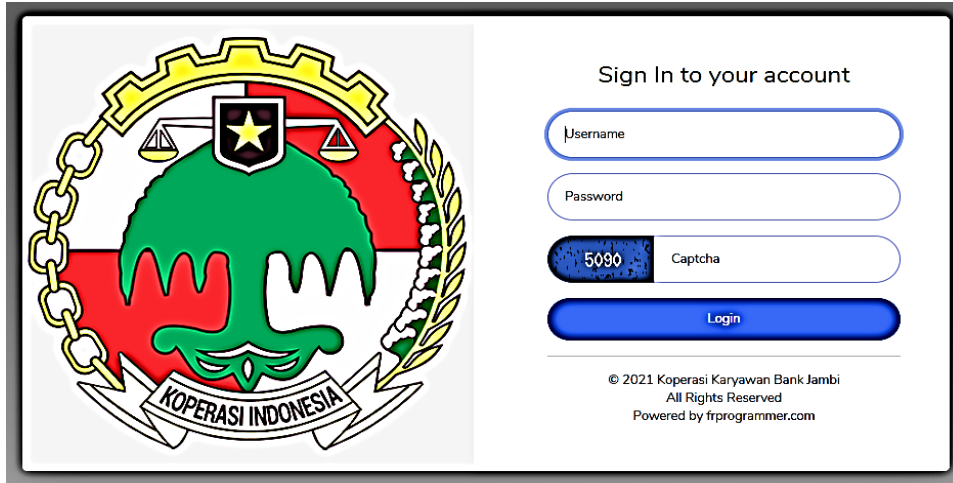 KOPERASI INDONESIA
Sign In to your account
Username
Password
5090 Captcha
Login
© 2021 Koperasi Karyawan Bank Jambi
All Rights Reserved
Powered by frprogrammer.com